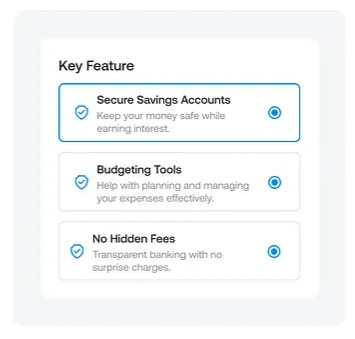 Key Feature
Secure Savings Accounts
Keep your money safe while
earning interest.
Budgeting Tools
Help with planning and managing
your expenses effectively.
No Hidden Fees
Transparent banking with no
surprise charges.